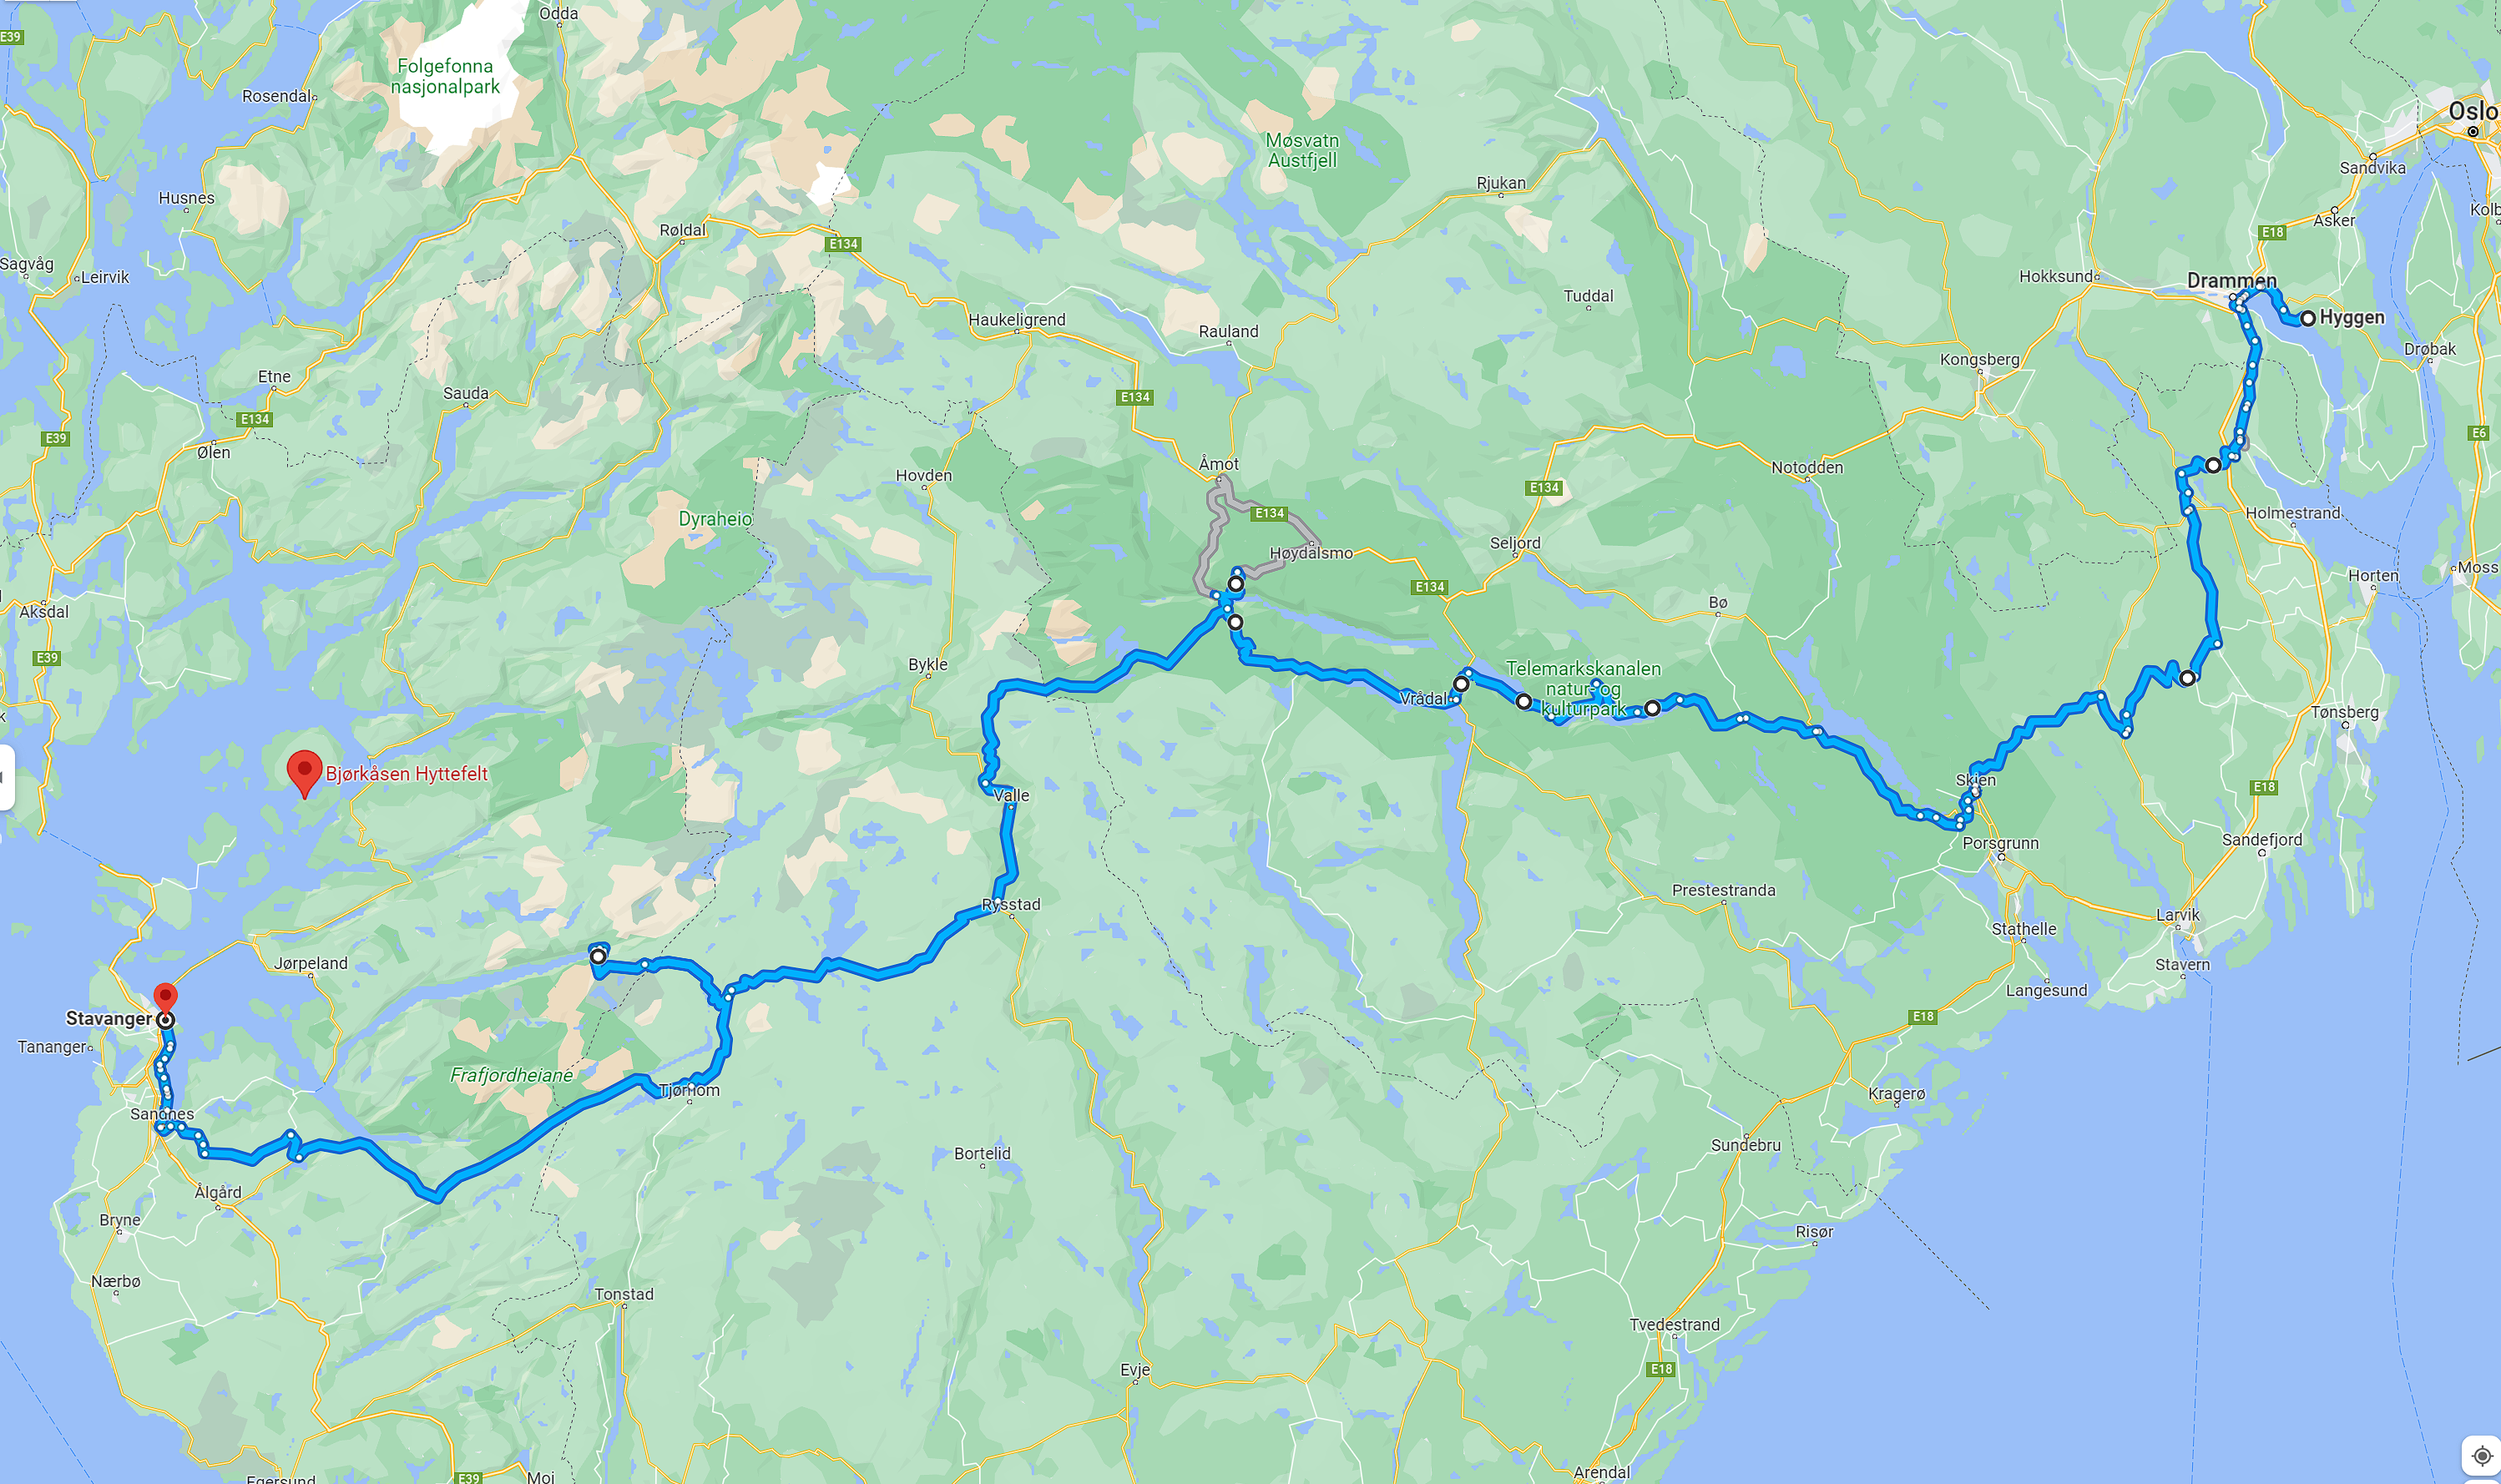 Odda
E39
Folgefonna
nasjonalpark
Rosendal
Oslo
Møsvatn
Austfjell
Sandvika
Rjukan
Husnes
Kolb
Asker
Røldal
E18
E134
Sagvåg
Leirvik
Hokksund
Drammen
Tuddal
Hyggen
Haukeligrend
Rauland
Drøbak
Kongsberg
Etne
Sauda
E134
E134
E39
E6
Ølen
Åmot
Notodden
Hovden
E134
Dyraheio
E134
Holmestrand
Seljord
Høydalsmo
Moss
Horten
E134
Bø
Aksdal
E39
Bykle
Telemarkskanalen
natur- og
kulturpark
Vrådal
Tønsberg
Bjørkåsen Hyttefelt
Skien
E18
Valle
Sandefjord
Porsgrunn
Prestestranda
Rysstad
Larvik
Stathelle
Jørpeland
Stavern
Langesund
Stavanger
E18
Tananger
Frafjordheiane
Tjørhom
Kragerø
Sandnes
Sundebru
Bortelid
Ålgård
Bryne
Risør
Nærbø
Tonstad
Tvedestrand
Evje
E18
Arendal
E39
Moi
Egersund